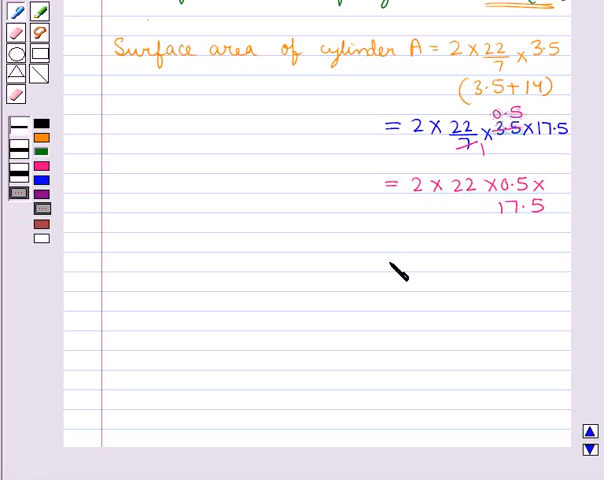 Surface area of cylinder A = 2 × 22/7 × 3.5
(3.5 + 14)
0.5
= 2 × 22/7 × 3.5 × 17.5
1
= 2 × 22 × 0.5 ×
17.5